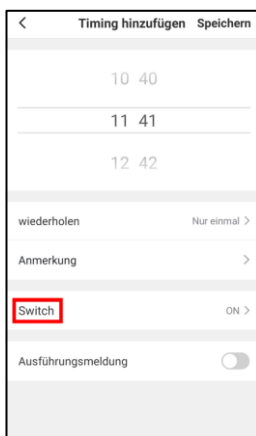 Timing hinzufügen Speichern
10 40
11 41
12 42
wiederholen Nur einmal
Anmerkung
Switch ON
Ausführungsmeldung